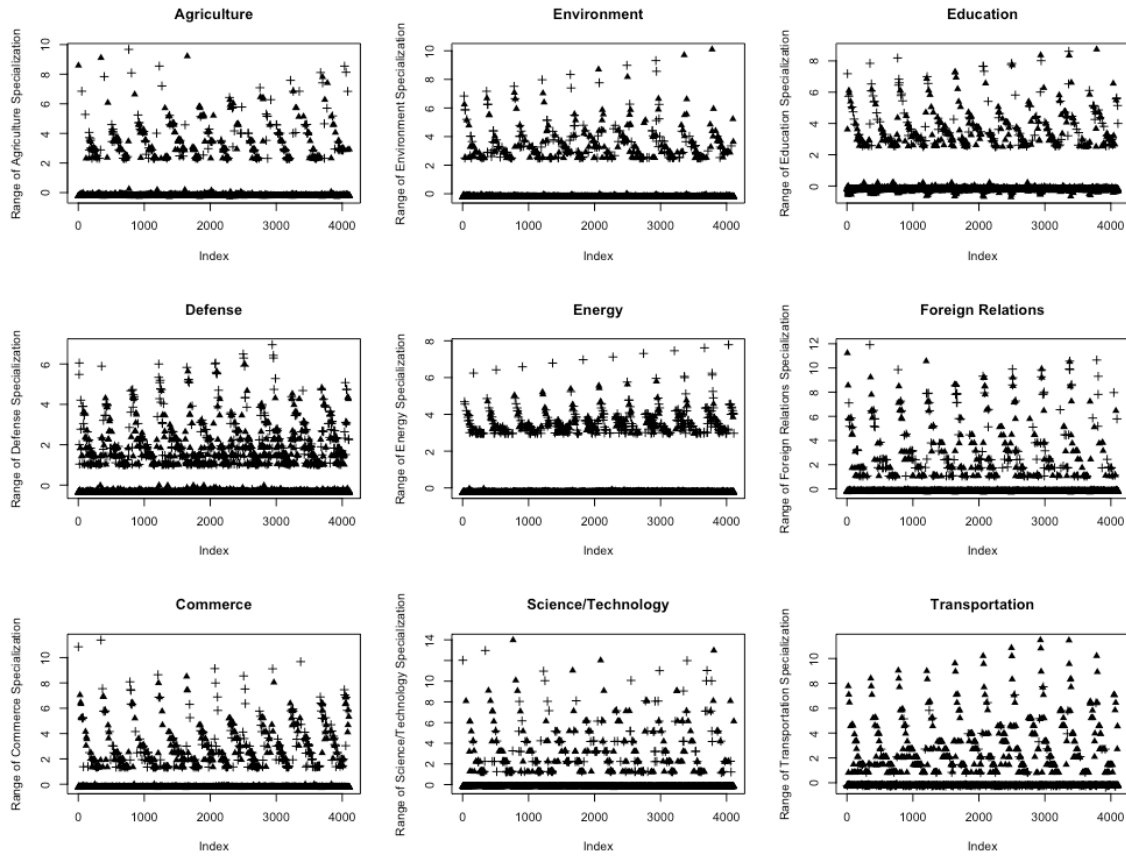 Agriculture
Range of Agriculture Specialization
10
8
6
4
2
0
0 1000 2000 3000 4000
Index
Environment
Range of Environment Specialization
10
8
6
4
2
0
0 1000 2000 3000 4000
Index
Education
Range of Education Specialization
8
6
4
2
0
0 1000 2000 3000 4000
Index
Defense
Range of Defense Specialization
6
4
2
0
0 1000 2000 3000 4000
Index
Energy
Range of Energy Specialization
8
6
4
2
0
0 1000 2000 3000 4000
Index
Foreign Relations
Range of Foreign Relations Specialization
12
10
8
6
4
2
0
0 1000 2000 3000 4000
Index
Commerce
Range of Commerce Specialization
10
8
6
4
2
0
0 1000 2000 3000 4000
Index
Science/Technology
Range of Science/Technology Specialization
14
12
10
8
6
4
2
0
0 1000 2000 3000 4000
Index
Transportation
Range of Transportation Specialization
10
8
6
4
2
0
0 1000 2000 3000 4000
Index